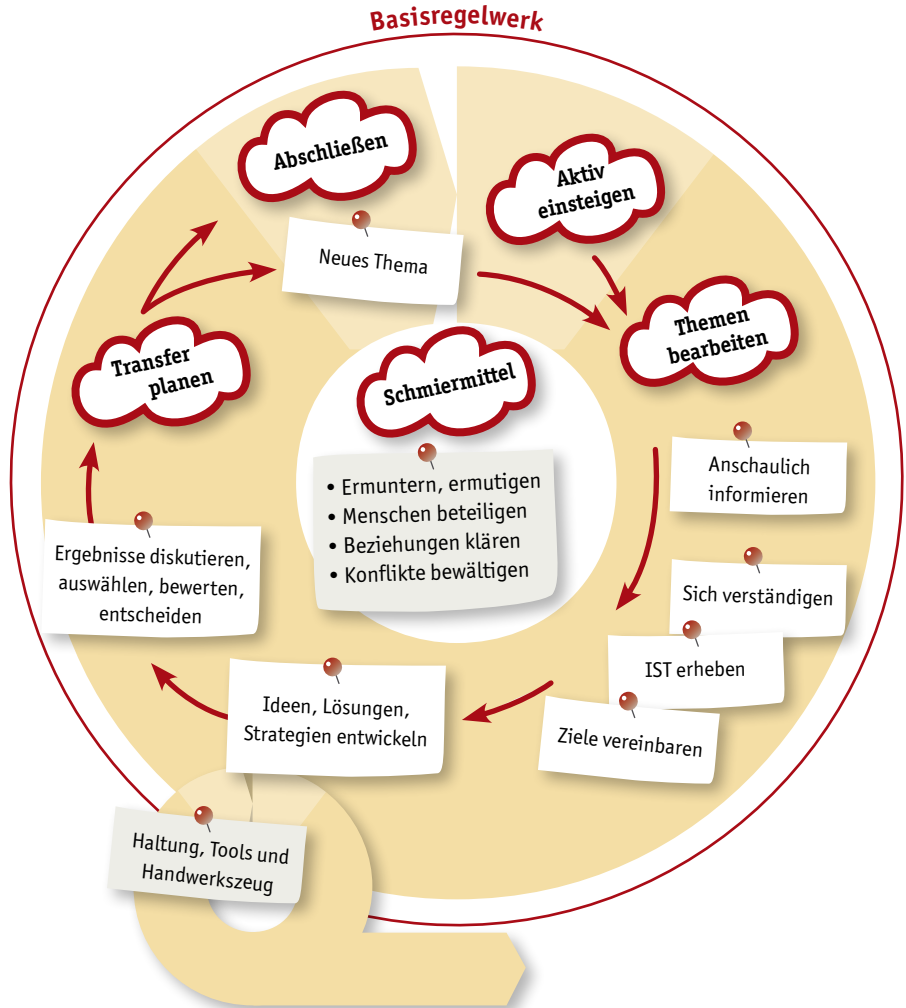 Basisregelwerk
Abschließen
Neues Thema
Aktiv
einsteigen
Themen
bearbeiten
Anschaulich
informieren
Sich verständigen
IST erheben
Ziele vereinbaren
Ideen, Lösungen,
Strategien entwickeln
Ergebnisse diskutieren,
auswählen, bewerten,
entscheiden
Transfer
planen
Schmiermittel
• Ermuntern, ermutigen
• Menschen beteiligen
• Beziehungen klären
• Konflikte bewältigen
Haltung, Tools und
Handwerkszeug